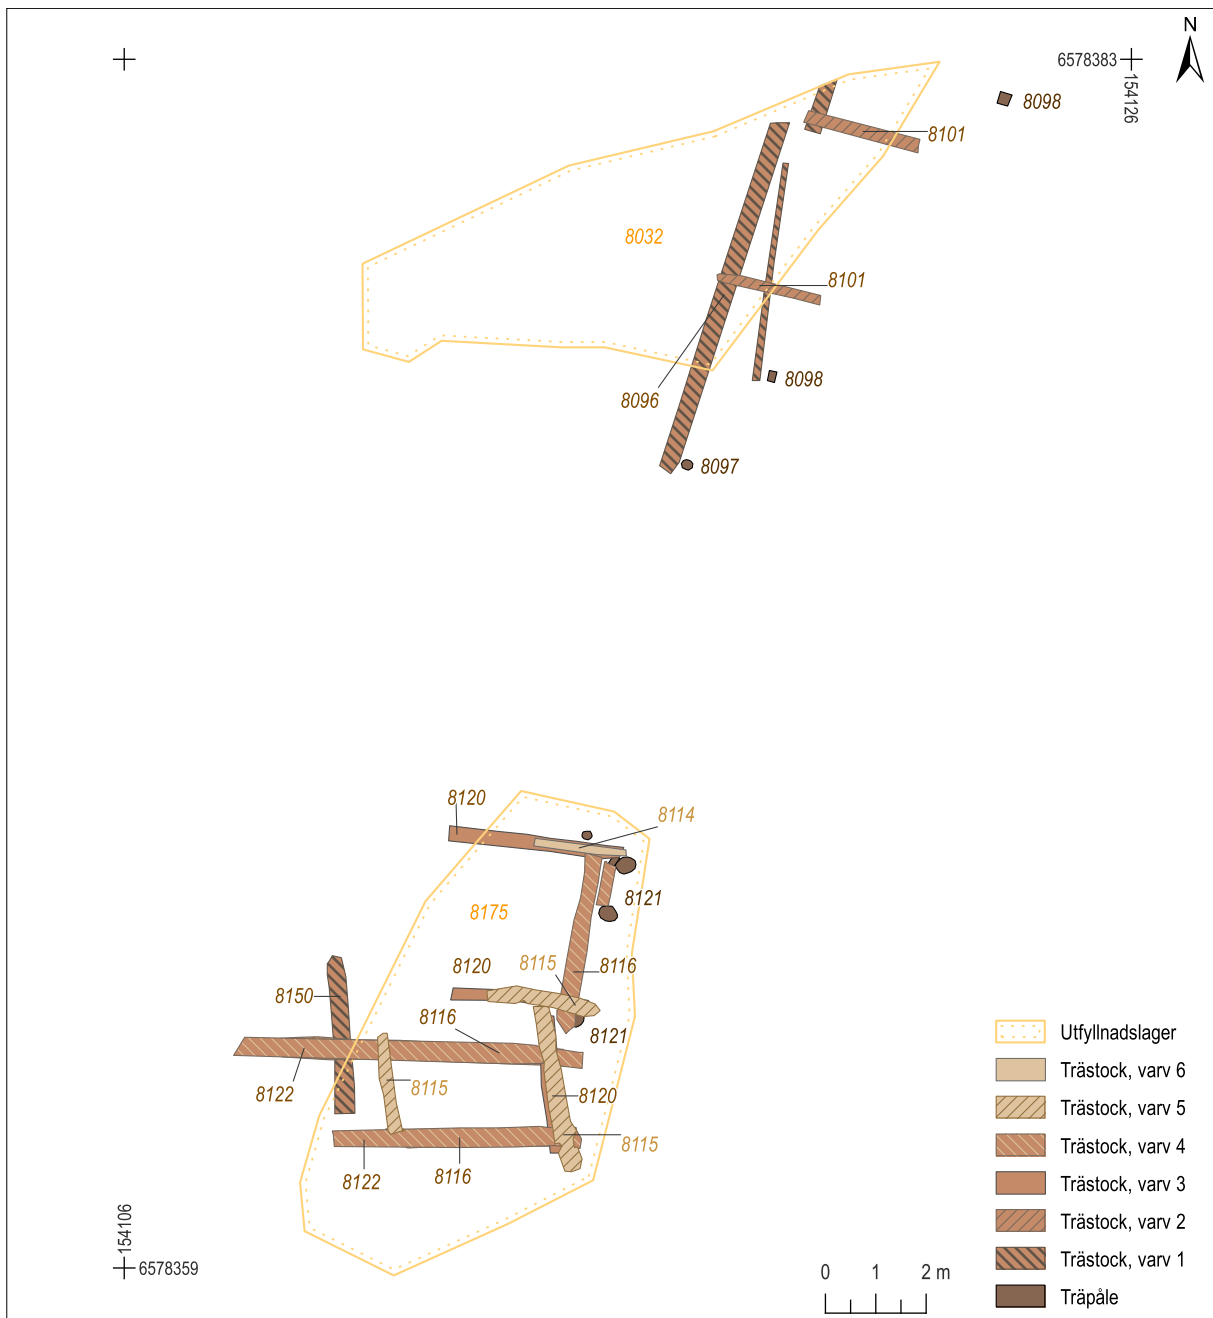 N
6578383
154126
8098
8101
8032
8101
8098
8096
8097
8120
8114
8121
8175
8120
8115
8116
8150
8116
8121
8122
8115
8120
8115
8122
8116
154106
6578359
0 1 2 m
Utfyllnadslager
Trästock, varv 6
Trästock, varv 5
Trästock, varv 4
Trästock, varv 3
Trästock, varv 2
Trästock, varv 1
Träpåle